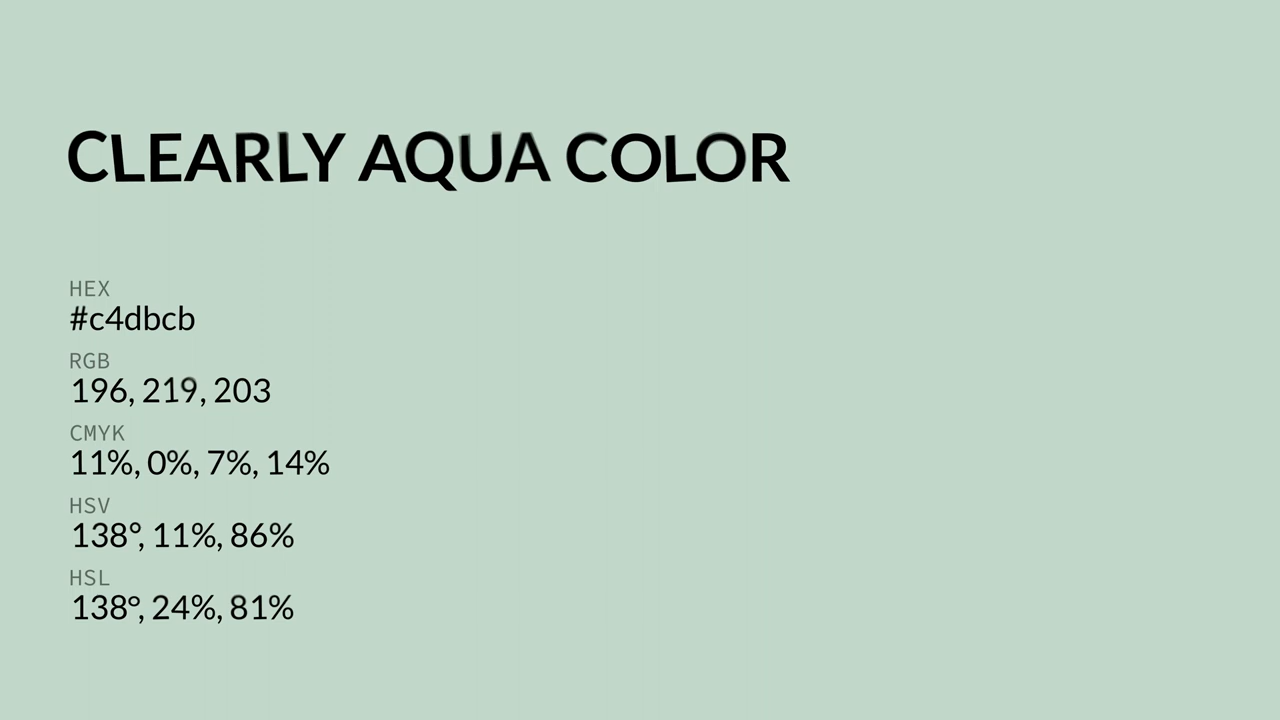 CLEARLY AQUA COLOR
HEX
#c4dbcb
RGB
196, 219, 203
CMYK
11%, 0%, 7%, 14%
HSV
138°, 11%, 86%
HSL
138°, 24%, 81%